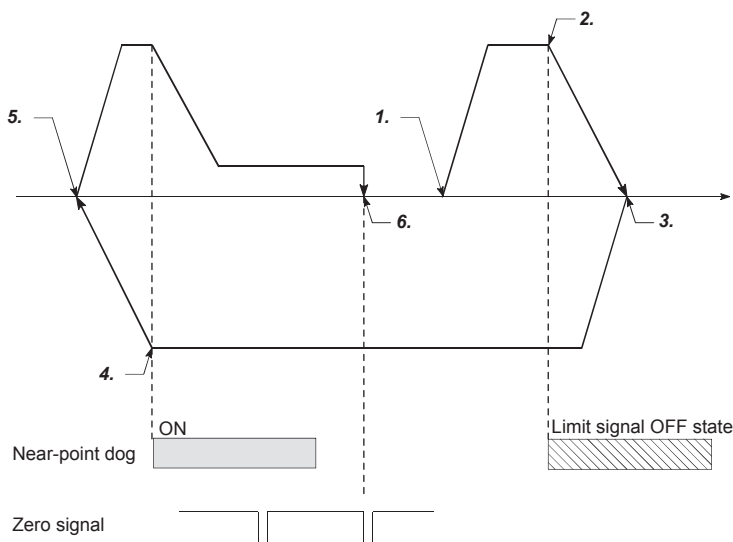 2.
5.
1.
6.
3.
4.
ON
Limit signal OFF state
Near-point dog
Zero signal